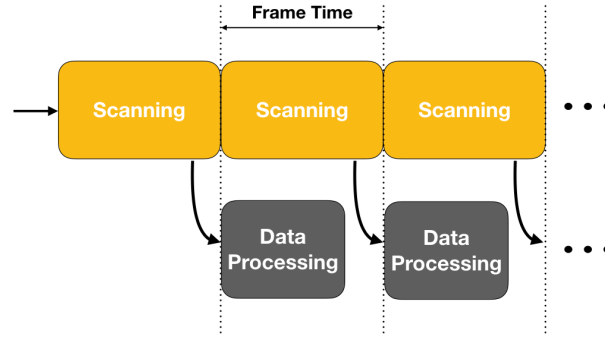 Frame Time
Scanning
Scanning
Scanning
Data
Processing
Data
Processing